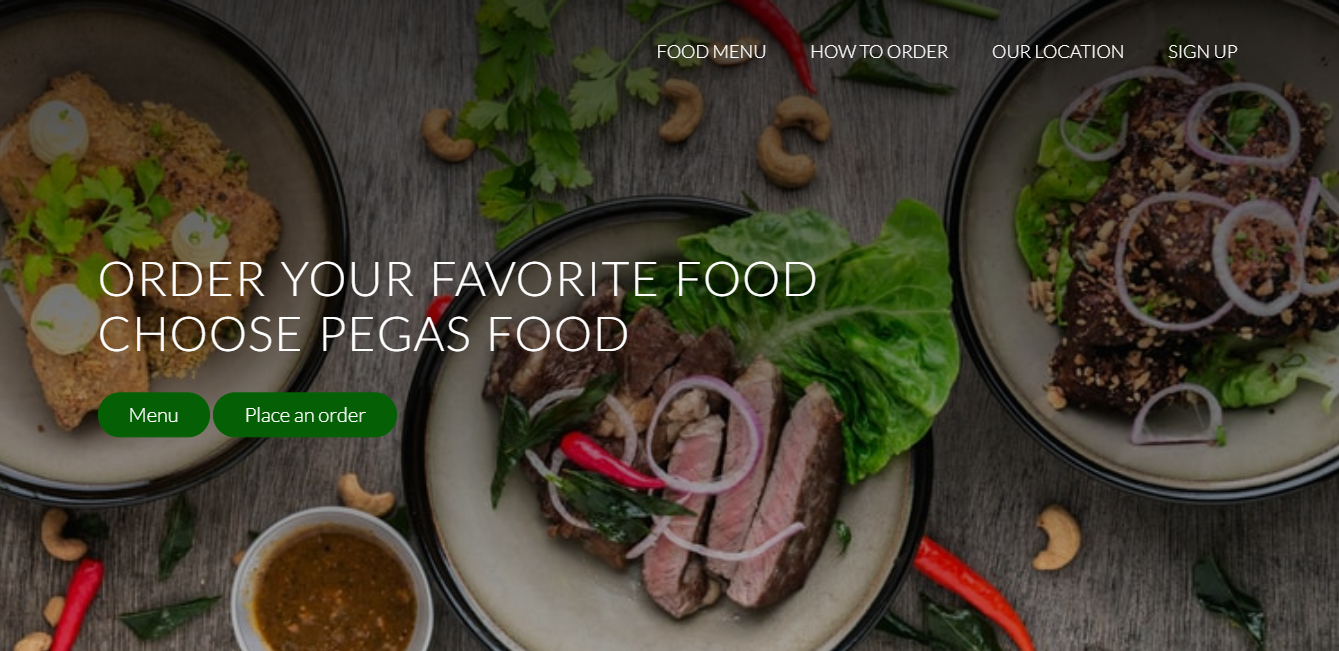 FOOD MENU HOW TO ORDER OUR LOCATION SIGN UP
ORDER YOUR FAVORITE FOOD
CHOOSE PEGAS FOOD
Menu Place an order